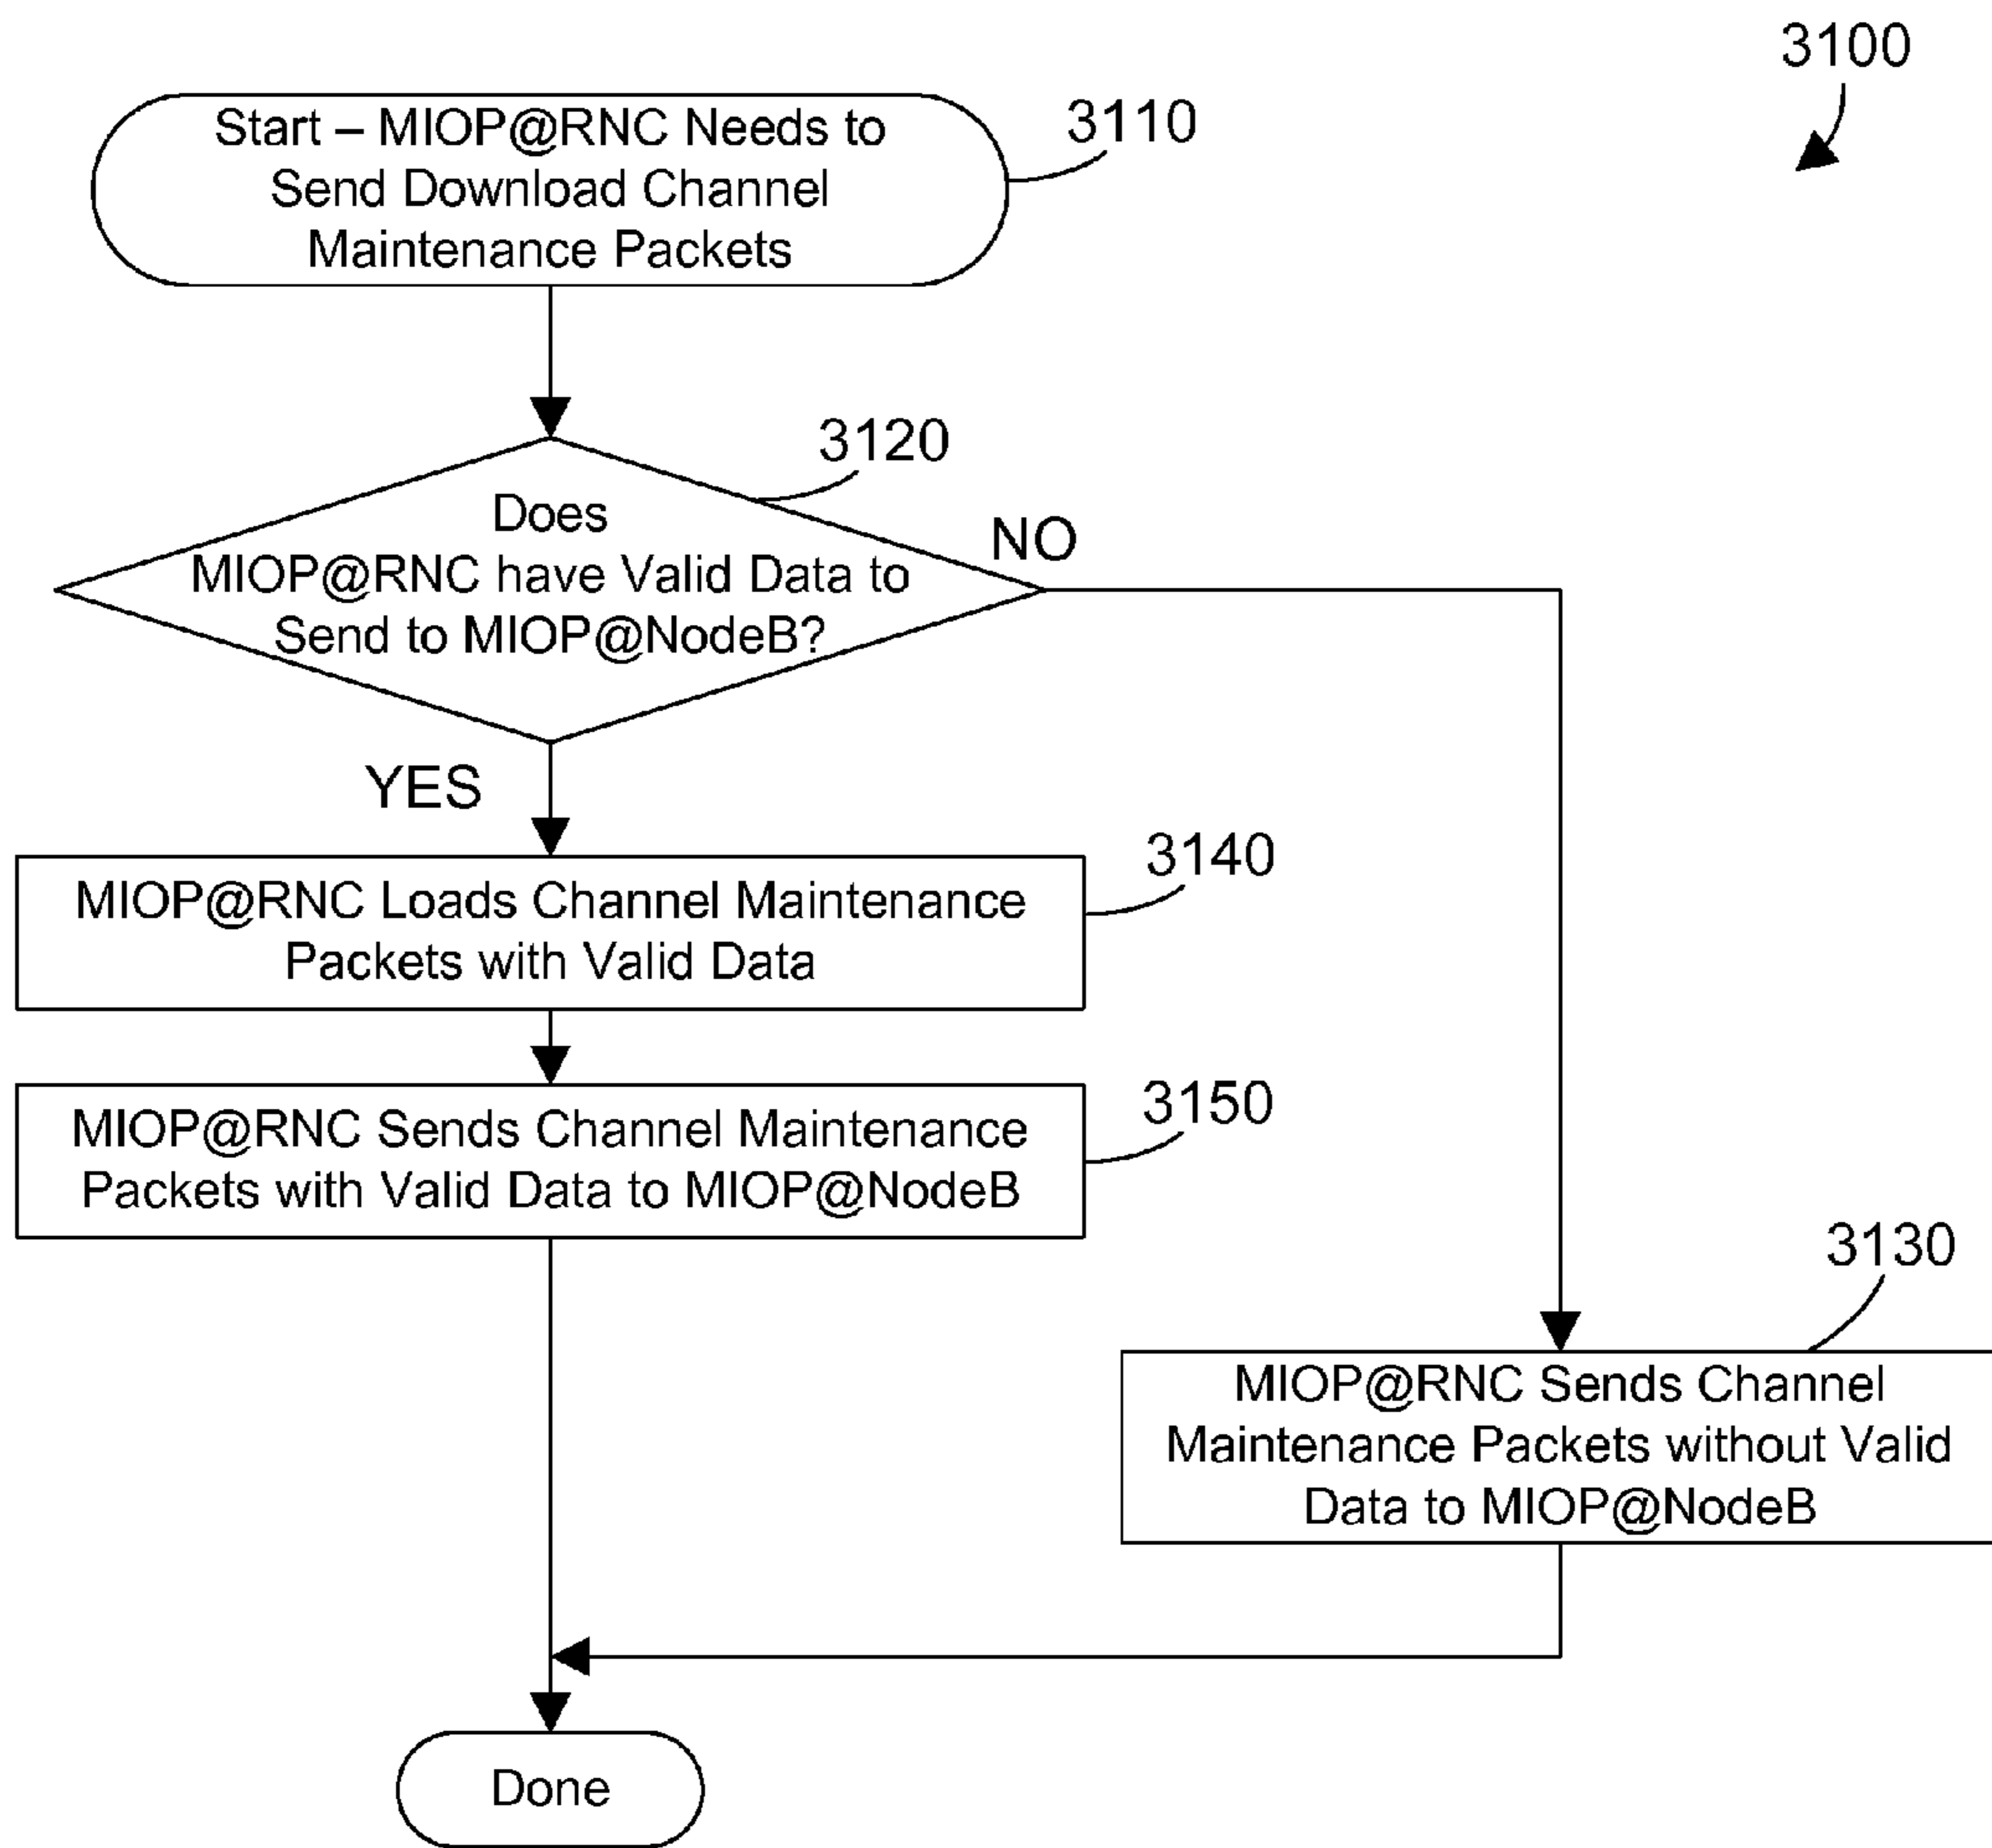 3100
Start – MIOP@RNC Needs to
Send Download Channel
Maintenance Packets
3110
3120
Does
MIOP@RNC have Valid Data to
Send to MIOP@NodeB?
NO
YES
3140
MIOP@RNC Loads Channel Maintenance
Packets with Valid Data
3150
MIOP@RNC Sends Channel Maintenance
Packets with Valid Data to MIOP@NodeB
3130
MIOP@RNC Sends Channel
Maintenance Packets without Valid
Data to MIOP@NodeB
Done